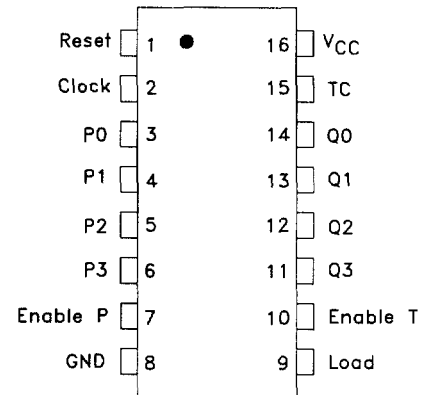 Reset 1 16 VCC
Clock 2 15 TC
P0 3 14 Q0
P1 4 13 Q1
P2 5 12 Q2
P3 6 11 Q3
Enable P 7 10 Enable T
GND 8 9 Load